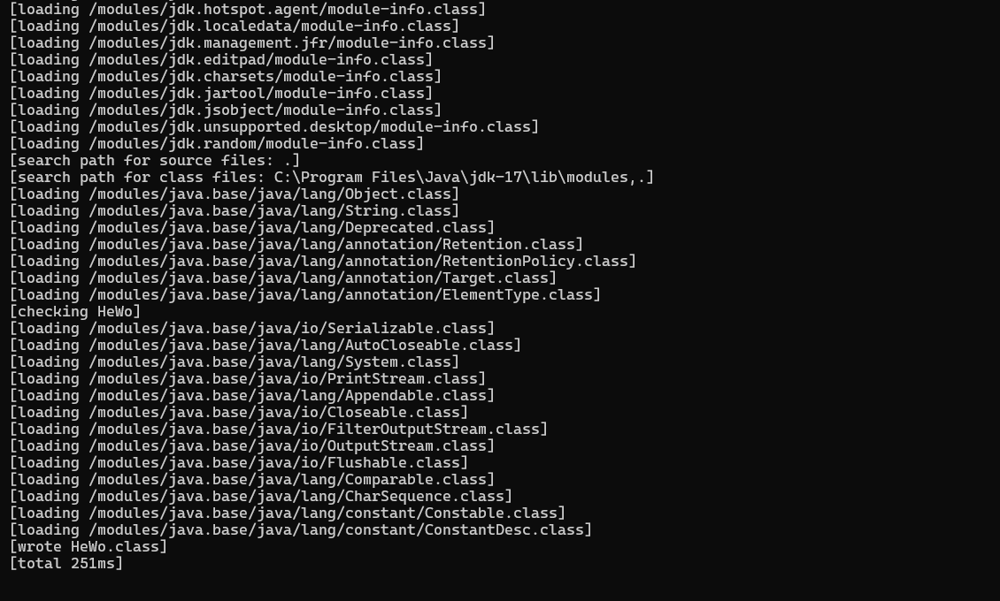 [loading /modules/jdk.hotspot.agent/module-info.class]
[loading /modules/jdk.localedata/module-info.class]
[loading /modules/jdk.management.jfr/module-info.class]
[loading /modules/jdk.editpad/module-info.class]
[loading /modules/jdk.charsets/module-info.class]
[loading /modules/jdk.jartool/module-info.class]
[loading /modules/jdk.jsobject/module-info.class]
[loading /modules/jdk.unsupported.desktop/module-info.class]
[loading /modules/jdk.random/module-info.class]
[search path for source files: .]
[search path for class files: C:\Program Files\Java\jdk-17\lib\modules,.]
[loading /modules/java.base/java/lang/Object.class]
[loading /modules/java.base/java/lang/String.class]
[loading /modules/java.base/java/lang/Deprecated.class]
[loading /modules/java.base/java/lang/annotation/Retention.class]
[loading /modules/java.base/java/lang/annotation/RetentionPolicy.class]
[loading /modules/java.base/java/lang/annotation/Target.class]
[loading /modules/java.base/java/lang/annotation/ElementType.class]
[checking HeWo]
[loading /modules/java.base/java/io/Serializable.class]
[loading /modules/java.base/java/lang/AutoCloseable.class]
[loading /modules/java.base/java/lang/System.class]
[loading /modules/java.base/java/io/PrintStream.class]
[loading /modules/java.base/java/lang/Appendable.class]
[loading /modules/java.base/java/io/Closeable.class]
[loading /modules/java.base/java/io/FilterOutputStream.class]
[loading /modules/java.base/java/io/OutputStream.class]
[loading /modules/java.base/java/io/Flushable.class]
[loading /modules/java.base/java/lang/Comparable.class]
[loading /modules/java.base/java/lang/CharSequence.class]
[loading /modules/java.base/java/lang/constant/Constable.class]
[loading /modules/java.base/java/lang/constant/ConstantDesc.class]
[wrote HeWo.class]
[total 251ms]